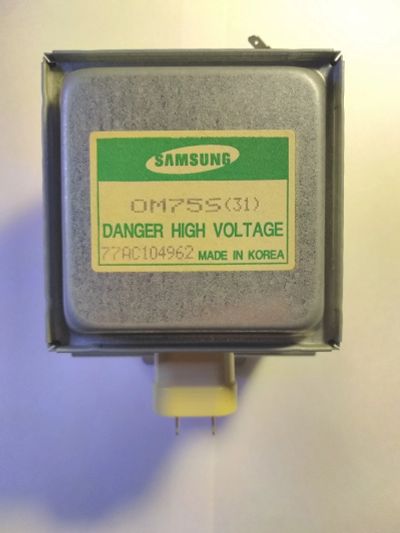 SAMSUNG
OM75S(31)
DANGER HIGH VOLTAGE
77AC104962 MADE IN KOREA